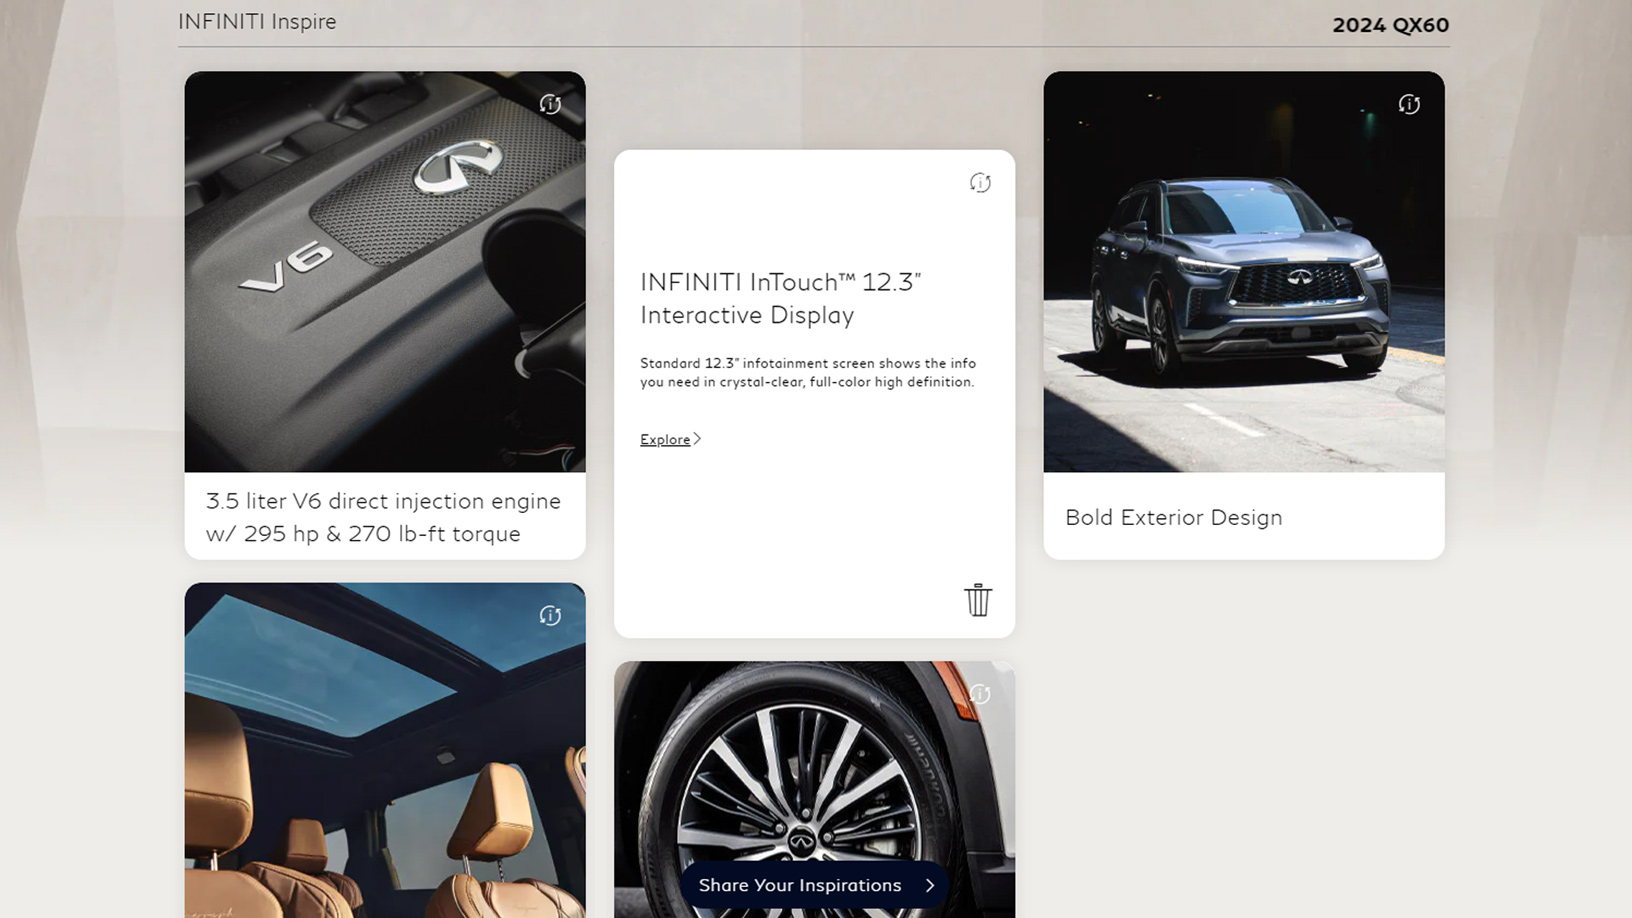 INFINITI Inspire
2024 QX60
V6
3.5 liter V6 direct injection engine
w/ 295 hp & 270 lb-ft torque
INFINITI InTouch™ 12.3”
Interactive Display
Standard 12.3” infotainment screen shows the info
you need in crystal-clear, full-color high definition.
Explore
Bold Exterior Design
Share Your Inspirations